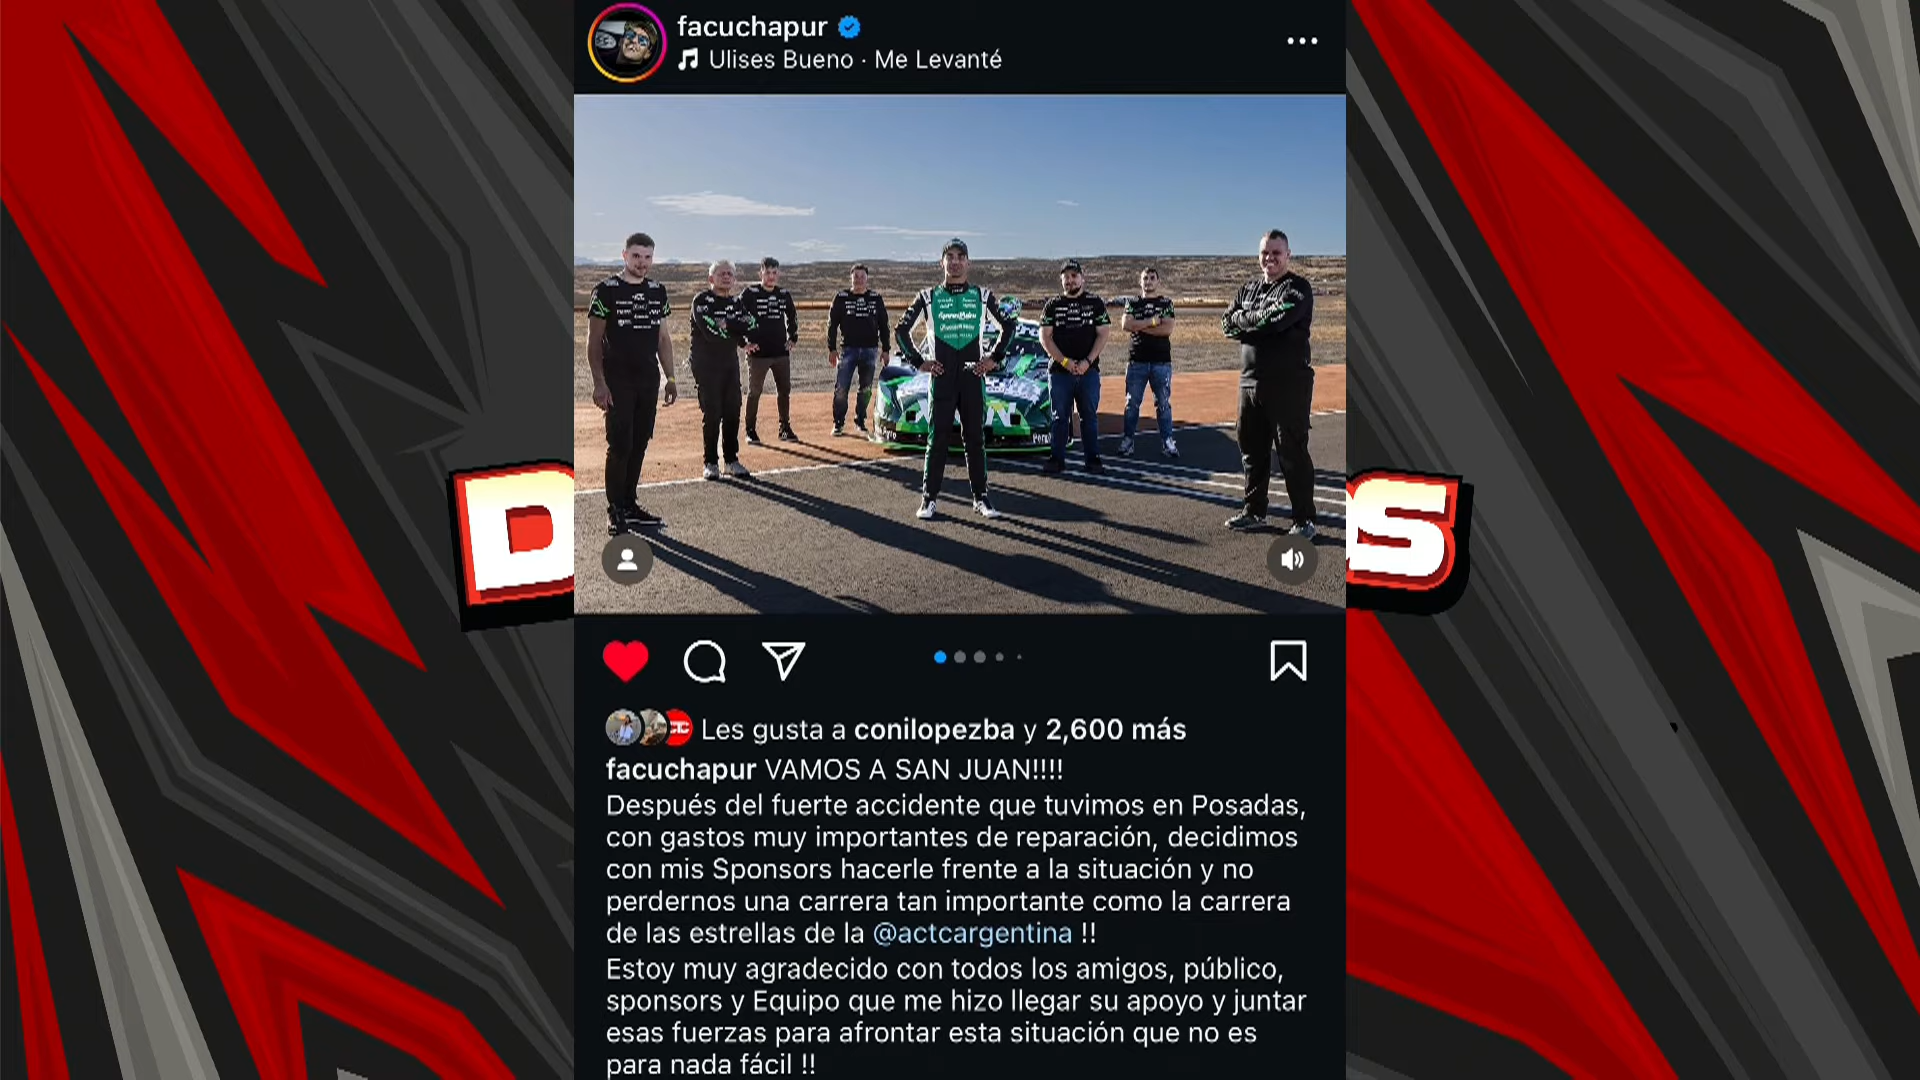 facuchapur
Ulises Bueno · Me Levanté
Les gusta a conilopezba y 2,600 más
facuchapur VAMOS A SAN JUAN!!!!
Después del fuerte accidente que tuvimos en Posadas,
con gastos muy importantes de reparación, decidimos
con mis Sponsors hacerle frente a la situación y no
perdernos una carrera tan importante como la carrera
de las estrellas de la @actcargentina !!
Estoy muy agradecido con todos los amigos, público,
sponsors y Equipo que me hizo llegar su apoyo y juntar
esas fuerzas para afrontar esta situación que no es
para nada fácil !!
D
S